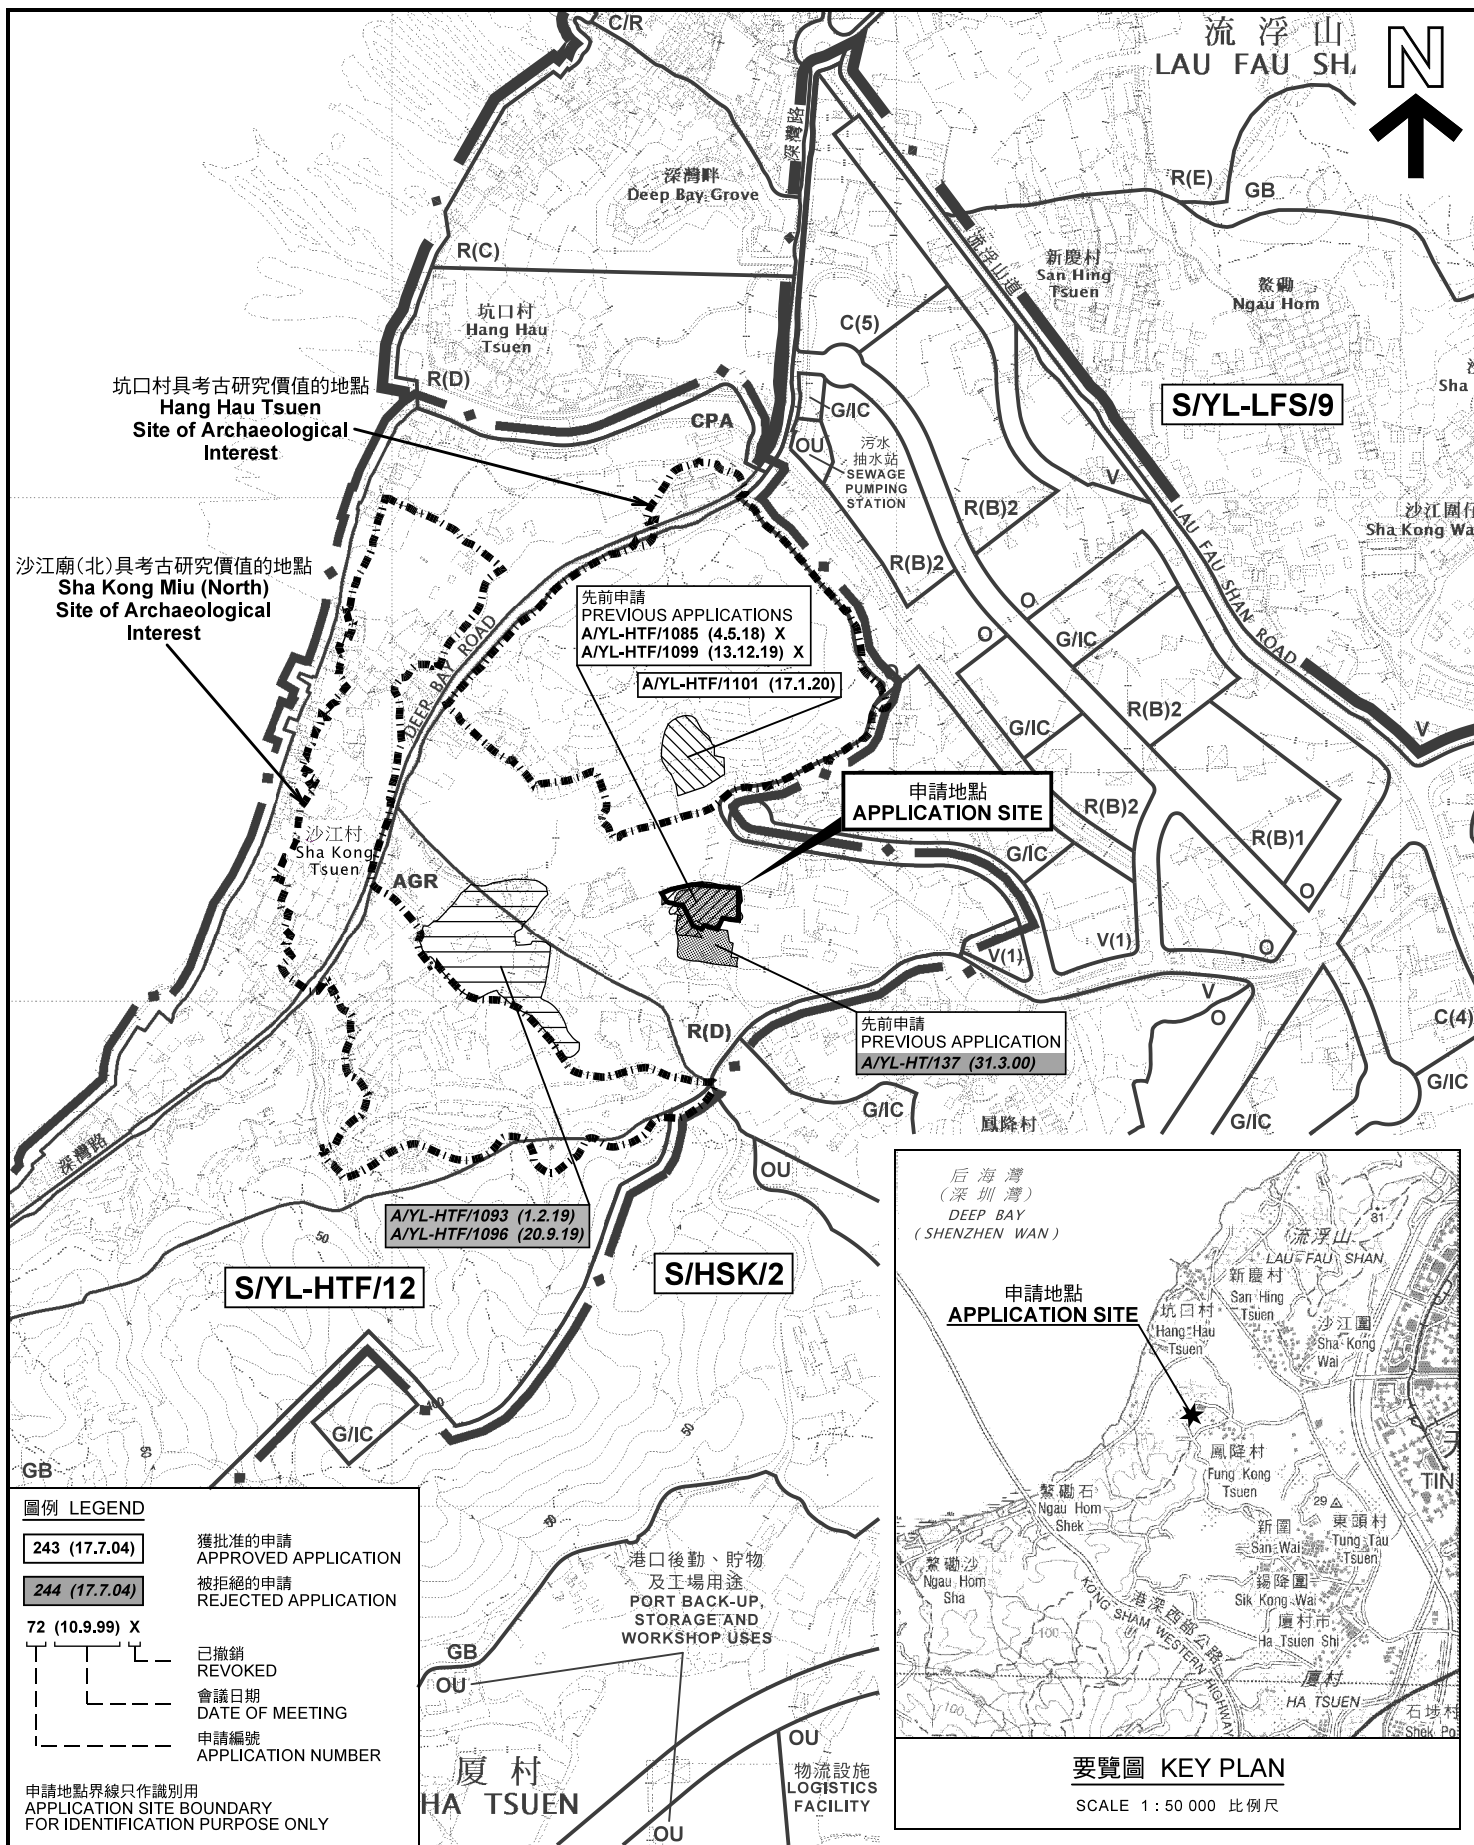 C/R
流浮山
LAU FAU SHA
N
深灣路
深灣畔
Deep Bay Grove
R(E)
GB
R(C)
流浮山道
新慶村
San Hing
Tsuen
鰲磡
Ngau Hom
坑口村
Hang Hau
Tsuen
C(5)
R(D)
坑口村具考古研究價值的地點
Hang Hau Tsuen
Site of Archaeological
Interest
S/YL-LFS/9
Sha
CPA
G/IC
OU
污水
抽水站
SEWAGE
PUMPING
STATION
V
R(B)2
沙江圍仔
Sha Kong Wa
沙江廟(北)具考古研究價值的地點
Sha Kong Miu (North)
Site of Archaeological
Interest
R(B)2
LAU FAU SHAN ROAD
先前申請
PREVIOUS APPLICATIONS
A/YL-HTF/1085 (4.5.18) X
A/YL-HTF/1099 (13.12.19) X
O
O
G/IC
DEEP BAY ROAD
A/YL-HTF/1101 (17.1.20)
O
R(B)2
G/IC
V
申請地點
APPLICATION SITE
R(B)2
沙江村
Sha Kong
Tsuen
R(B)1
G/IC
AGR
O
V(1)
O
V(1)
V
O
R(D)
先前申請
PREVIOUS APPLICATION
A/YL-HT/137 (31.3.00)
C(4)
G/IC
G/IC
G/IC
鳳降村
深灣路
OU
A/YL-HTF/1093 (1.2.19)
A/YL-HTF/1096 (20.9.19)
50
S/YL-HTF/12
S/HSK/2
100
G/IC
50
50
GB
50
后海灣
(深圳灣)
DEEP BAY
(SHENZHEN WAN)
31
流浮山
LAU FAU SHAN
新慶村
San Hing
Tsuen
申請地點
APPLICATION SITE
坑口村
Hang Hau
Tsuen
沙江圍
Sha Kong
Wai
鳳降村
Fung Kong
Tsuen
天
TIN
鰲磡石
Ngau Hom
Shek
29
新圍
San Wai
東頭村
Tung Tau
Tsuen
鰲磡沙
Ngau Hom
Sha
錫降圍
Sik Kong Wai
港深西部公路
KONG SHAM WESTERN HIGHWAY
廈村市
Ha Tsuen Shi
100
廈村
HA TSUEN
100
石埗村
Shek Po
要覽圖 KEY PLAN
SCALE 1 : 50 000 比例尺
圖例 LEGEND
243 (17.7.04)
獲批准的申請
APPROVED APPLICATION
244 (17.7.04)
被拒絕的申請
REJECTED APPLICATION
72 (10.9.99) X
已撤銷
REVOKED
會議日期
DATE OF MEETING
申請編號
APPLICATION NUMBER
申請地點界線只作識別用
APPLICATION SITE BOUNDARY
FOR IDENTIFICATION PURPOSE ONLY
港口後勤、貯物
及工場用途
PORT BACK-UP,
STORAGE AND
WORKSHOP USES
GB
OU
OU
廈村
HA TSUEN
物流設施
LOGISTICS
FACILITY
OU